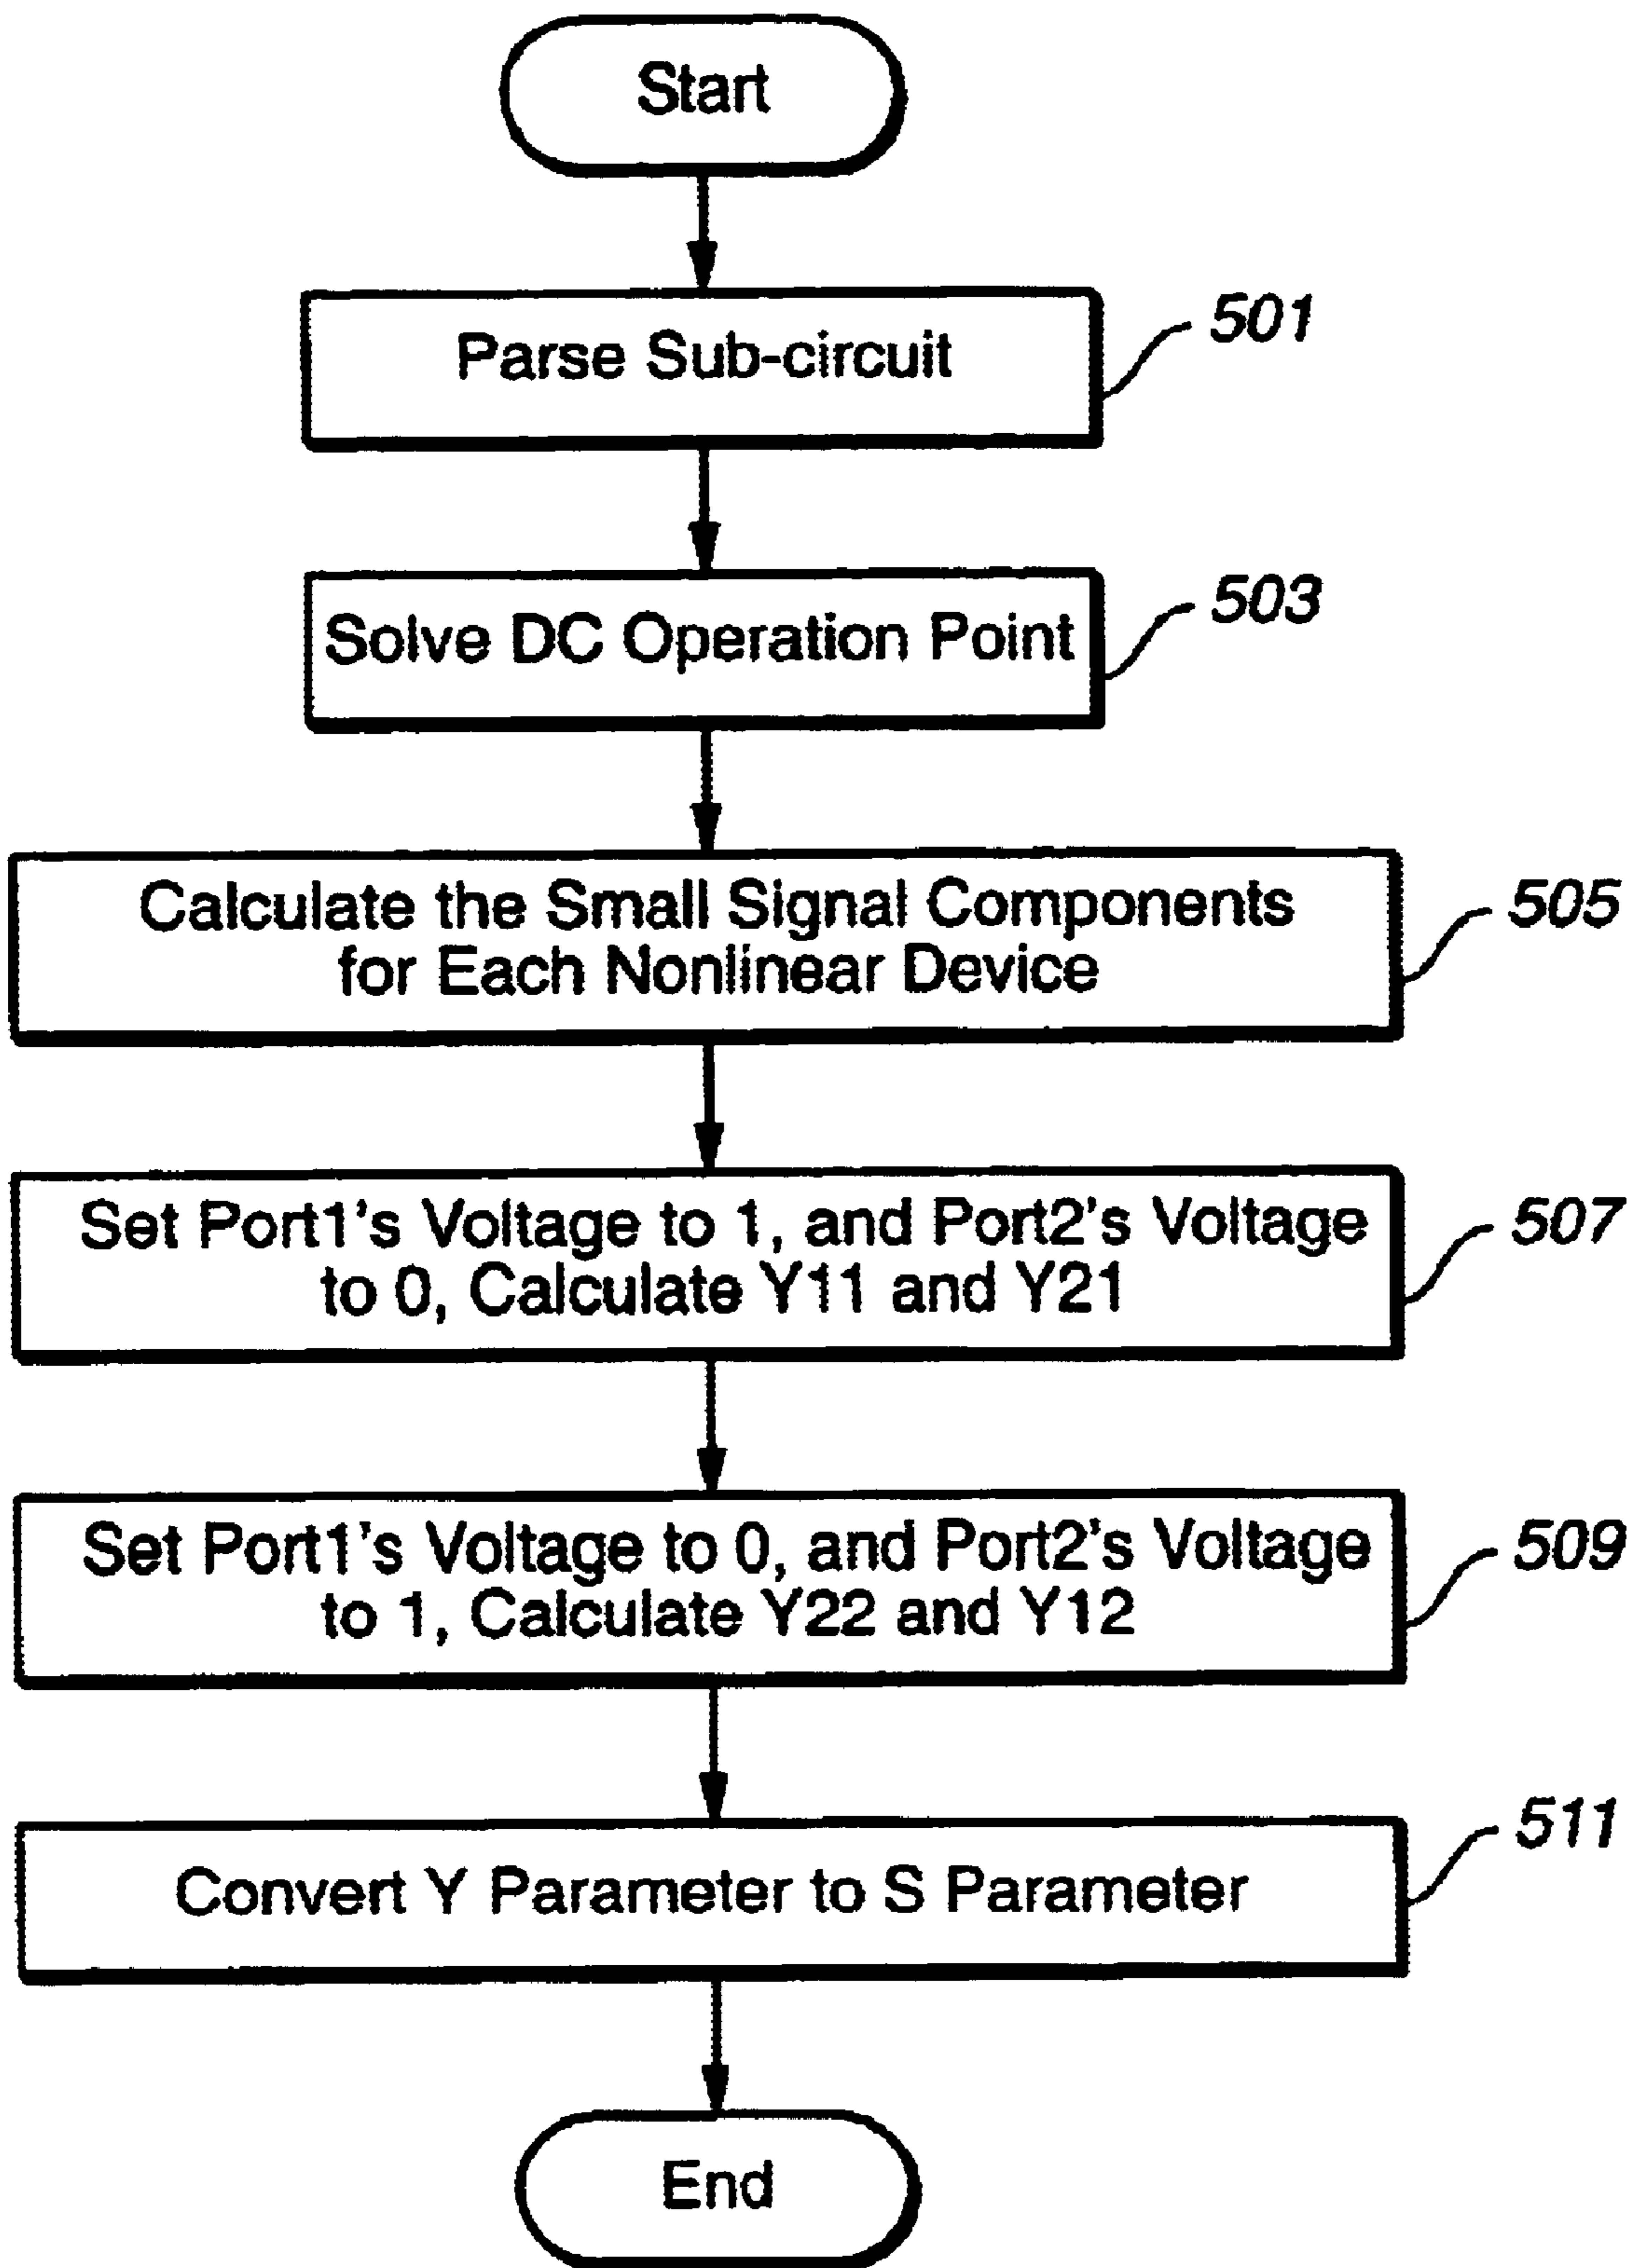 Start
Parse Sub-circuit
501
Solve DC Operation Point
503
Calculate the Small Signal Components
for Each Nonlinear Device
505
Set Port1's Voltage to 1, and Port2's Voltage
to 0, Calculate Y11 and Y21
507
Set Port1's Voltage to 0, and Port2's Voltage
to 1, Calculate Y22 and Y12
509
Convert Y Parameter to S Parameter
511
End